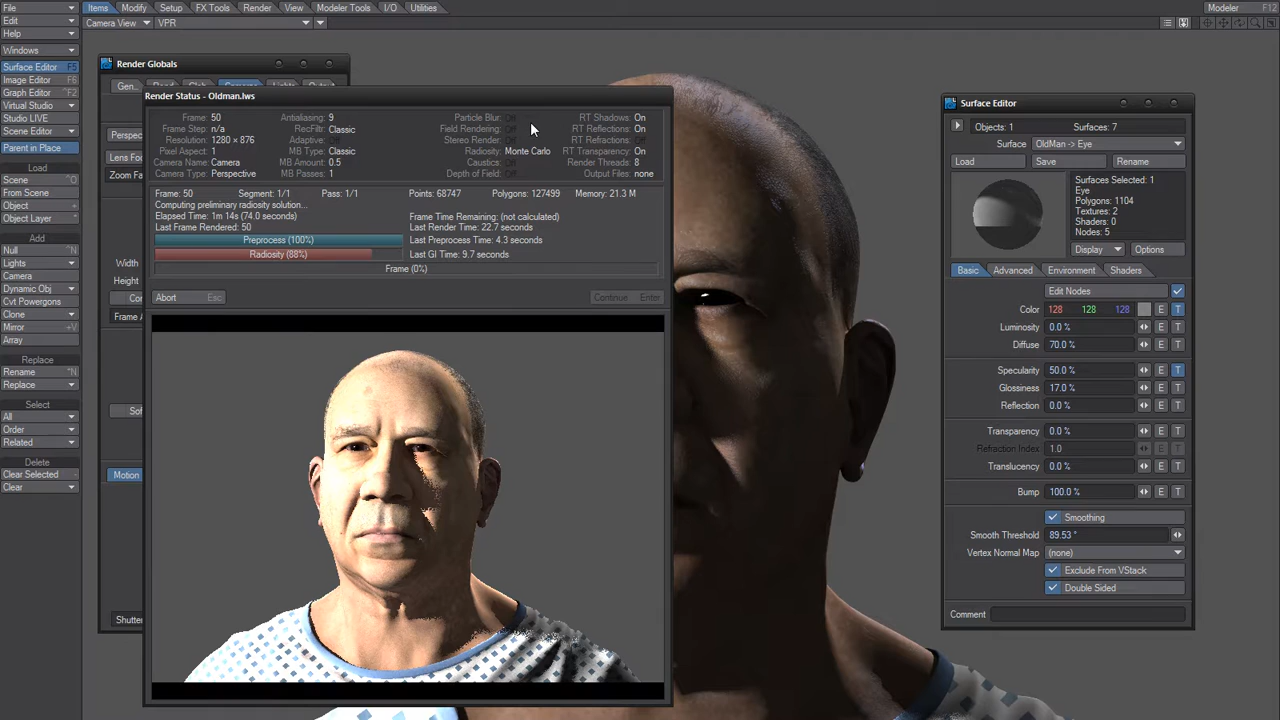 File
Items
Modify
Setup
FX Tools
Render
View
Modeler Tools
I/O
Utilities
Modeler
F12
Edit
Camera View
VPR
Help
Windows
Surface Editor F5
Image Editor F6
Graph Editor ^F2
Virtual Studio
Studio LIVE
Scene Editor
Parent in Place
Load
Scene
From Scene
Object +
Object Layer
Add
Null
Lights
Camera
Dynamic Obj
Cvt Powergons
Clone
Mirror +V
Array
Replace
Rename ^N
Replace
Select
All
Order
Related
Delete
Clear Selected -
Clear
Render Globals
Perspec
Lens Foc
Zoom Fa
Width
Height
Frame A
Motion
Shutte
Render Status - Oldman.lws
Frame: 50
Frame Step: n/a
Resolution: 1280 × 876
Pixel Aspect: 1
Camera Name: Camera
Camera Type: Perspective
Antialiasing: 9
RecFilt: Classic
Adaptive:
MB Type: Classic
MB Amount: 0.5
MB Passes: 1
Particle Blur: Off
Field Rendering: Off
Stereo Render: Off
Radiosity: Monte Carlo
Caustics: Off
Depth of Field: Off
RT Shadows: On
RT Reflections: On
RT Refractions: Off
RT Transparency: On
Render Threads: 8
Output Files: none
Frame: 50 Segment: 1/1 Pass: 1/1 Points: 68747 Polygons: 127499 Memory: 21.3 M
Computing preliminary radiosity solution...
Elapsed Time: 1m 14s (74.0 seconds)
Last Frame Rendered: 50
Frame Time Remaining: (not calculated)
Last Render Time: 22.7 seconds
Preprocess (100%)
Last Preprocess Time: 4.3 seconds
Radiosity (88%)
Last GI Time: 9.7 seconds
Frame (0%)
Abort Esc
Continue Enter
Surface Editor
Objects: 1 Surfaces: 7
Surface OldMan -> Eye
Load Save Rename
Surfaces Selected: 1
Eye
Polygons: 1104
Textures: 2
Shaders: 0
Nodes: 5
Display Options
Basic Advanced Environment Shaders
Edit Nodes
Color 128 128 128 E T
Luminosity 0.0 % E T
Diffuse 70.0 % E T
Specularity 50.0 % E T
Glossiness 17.0 % E T
Reflection 0.0 % E T
Transparency 0.0 % E T
Refraction Index 1.0 E T
Translucency 0.0 % E T
Bump 100.0 % E T
Smoothing
Smooth Threshold 89.53 °
Vertex Normal Map (none)
Exclude From VStack
Double Sided
Comment